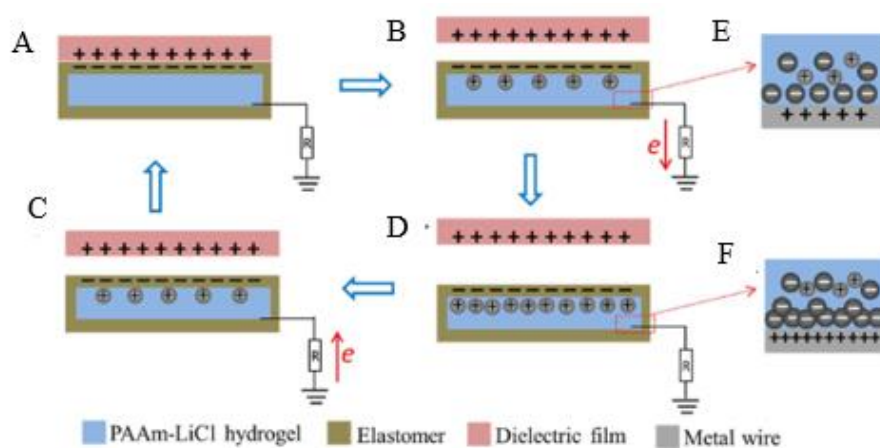 A
B
E
+ + + + + + + + + +
+ + + + + + + + + +
R
e
R
+ + + + +
C
D
F
+ + + + + + + + + +
+ + + + + + + + + +
R
e
R
PAAm-LiCl hydrogel
Elastomer
Dielectric film
Metal wire